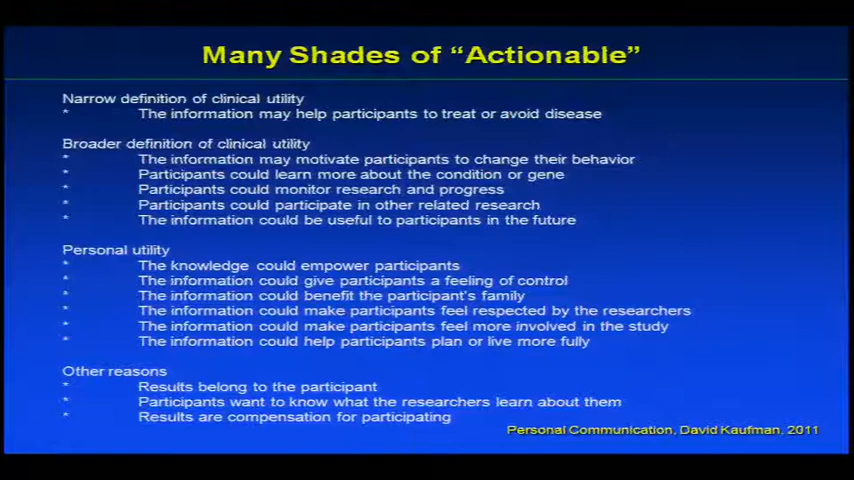 Many Shades of “Actionable”
Narrow definition of clinical utility
* The information may help participants to treat or avoid disease
Broader definition of clinical utility
* The information may motivate participants to change their behavior
* Participants could learn more about the condition or gene
* Participants could monitor research and progress
* Participants could participate in other related research
* The information could be useful to participants in the future
Personal utility
* The knowledge could empower participants
* The information could give participants a feeling of control
* The information could benefit the participant's family
* The information could make participants feel respected by the researchers
* The information could make participants feel more involved in the study
* The information could help participants plan or live more fully
Other reasons
* Results belong to the participant
* Participants want to know what the researchers learn about them
* Results are compensation for participating
Personal Communication, David Kaufman, 2011